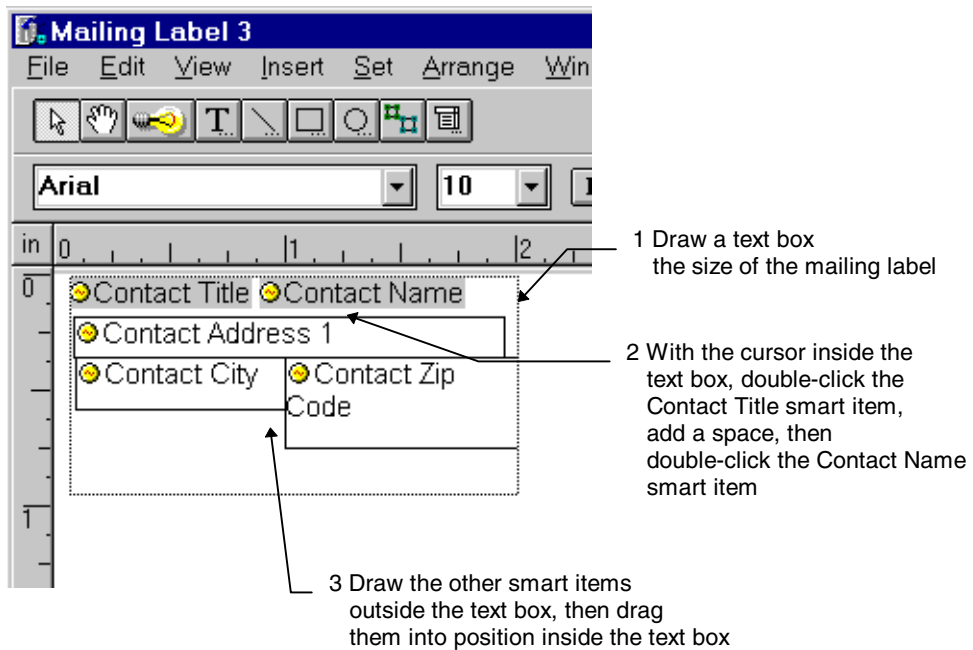 Mailing Label 3
File Edit View Insert Set Arrange Win
T
Arial 10
in 0 1 2
0
Contact Title Contact Name
Contact Address 1
Contact City Contact Zip
Code
1
1 Draw a text box
the size of the mailing label
2 With the cursor inside the
text box, double-click the
Contact Title smart item,
add a space, then
double-click the Contact Name
smart item
3 Draw the other smart items
outside the text box, then drag
them into position inside the text box